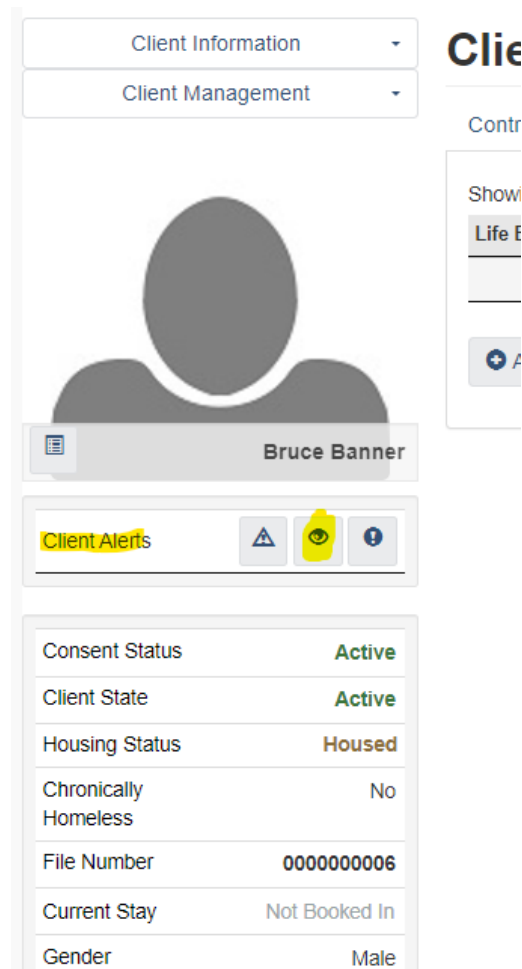 Client Information
Client Management
Bruce Banner
Client Alerts
Consent Status Active
Client State Active
Housing Status Housed
Chronically
Homeless No
File Number 0000000006
Current Stay Not Booked In
Gender Male
Clie
Contr
Showi
Life E
A